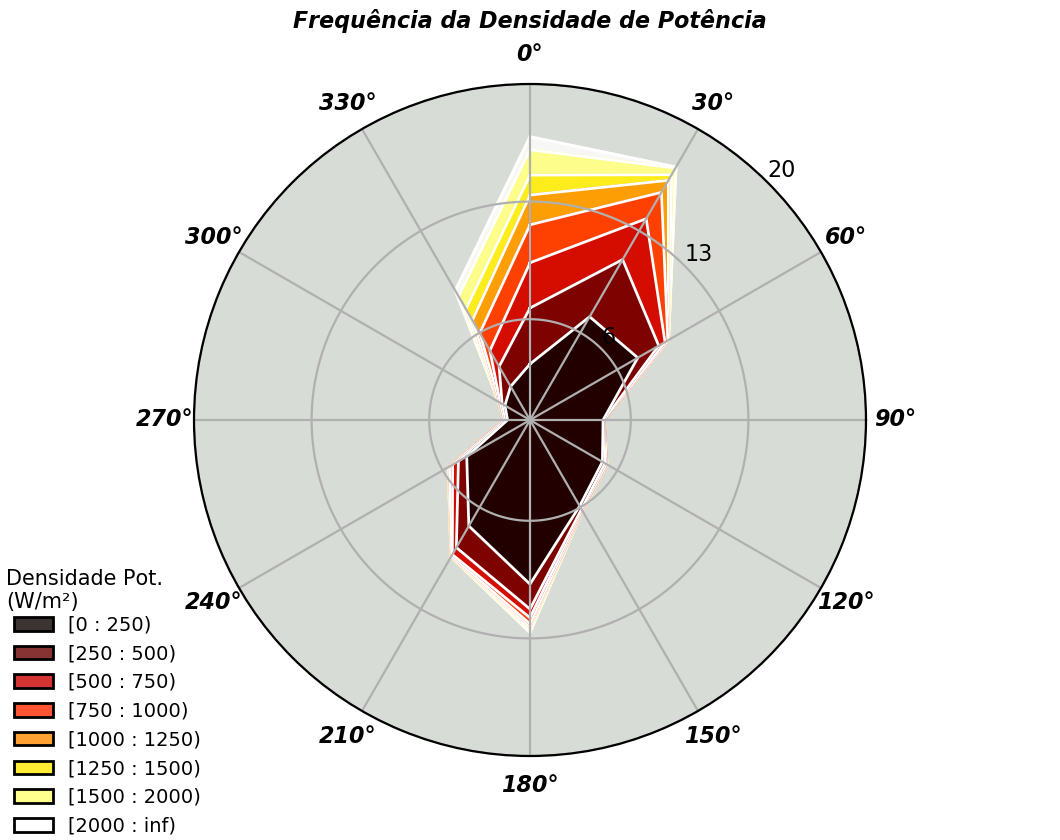 Frequência da Densidade de Potência
0°
330°
30°
20
300°
60°
13
6
270°
90°
240°
120°
210°
150°
180°
Densidade Pot.
(W/m²)
[0 : 250)
[250 : 500)
[500 : 750)
[750 : 1000)
[1000 : 1250)
[1250 : 1500)
[1500 : 2000)
[2000 : inf)